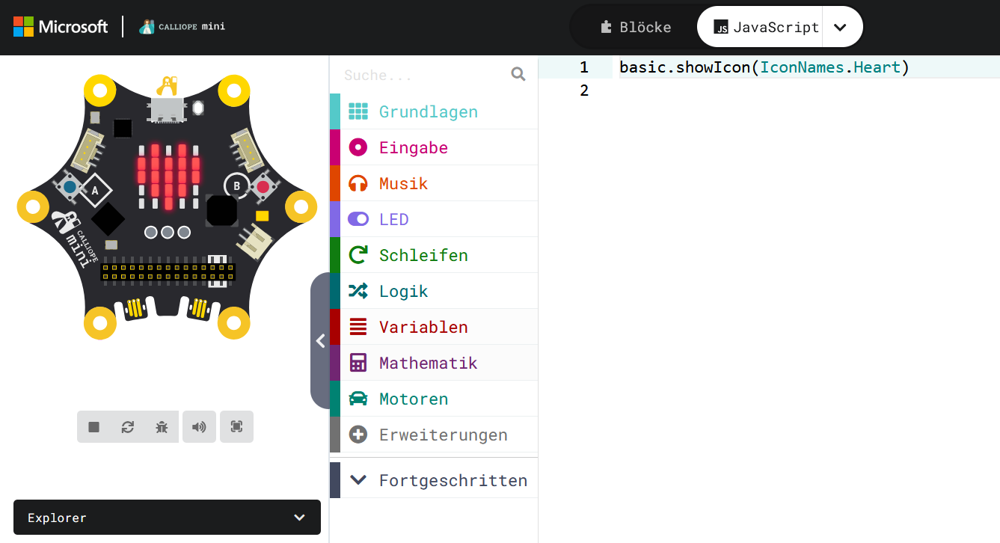 Microsoft
CALLIOPE mini
Blöcke
JS JavaScript
A
B
CALLIOPE
mini
Explorer
Suche...
Grundlagen
Eingabe
Musik
LED
Schleifen
Logik
Variablen
Mathematik
Motoren
Erweiterungen
Fortgeschritten
1 basic.showIcon(IconNames.Heart)
2